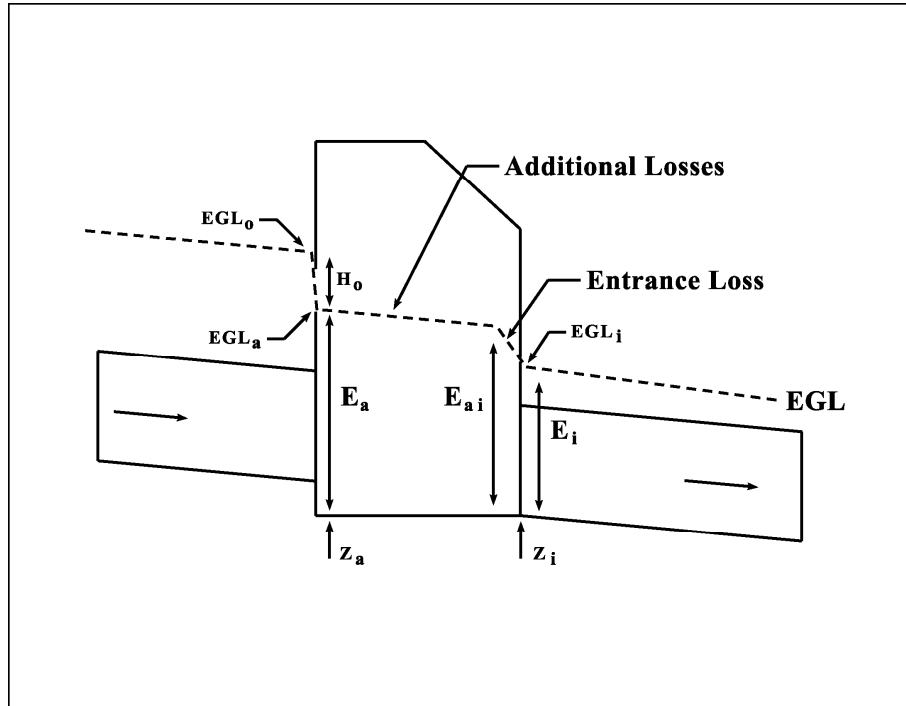 Additional Losses
EGLo
Ho
Entrance Loss
EGLa
EGLi
Ea
Eai
EGL
Ei
Za
Zi